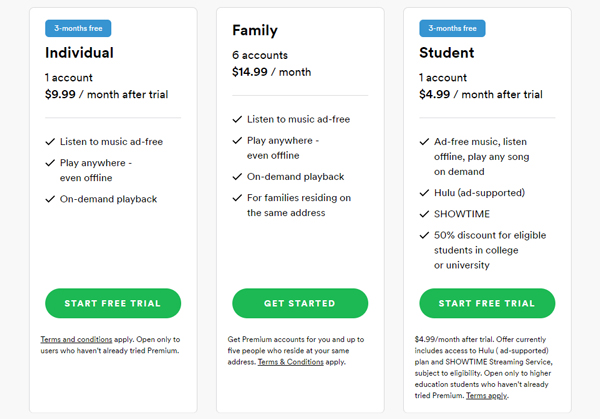 3-months free
Individual
1 account
$9.99 / month after trial
Listen to music ad-free
Play anywhere -
even offline
On-demand playback
START FREE TRIAL
Terms and conditions apply. Open only to
users who haven't already tried Premium.
Family
6 accounts
$14.99 / month
Listen to music ad-free
Play anywhere -
even offline
On-demand playback
For families residing on
the same address
GET STARTED
Get Premium accounts for you and up to
five people who reside at your same
address. Terms & Conditions apply.
3-months free
Student
1 account
$4.99 / month after trial
Ad-free music, listen
offline, play any song
on demand
Hulu (ad-supported)
SHOWTIME
50% discount for eligible
students in college
or university
START FREE TRIAL
$4.99/month after trial. Offer currently
includes access to Hulu ( ad-supported)
plan and SHOWTIME Streaming Service,
subject to eligibility. Open only to higher
education students who haven't already
tried Premium. Terms apply.